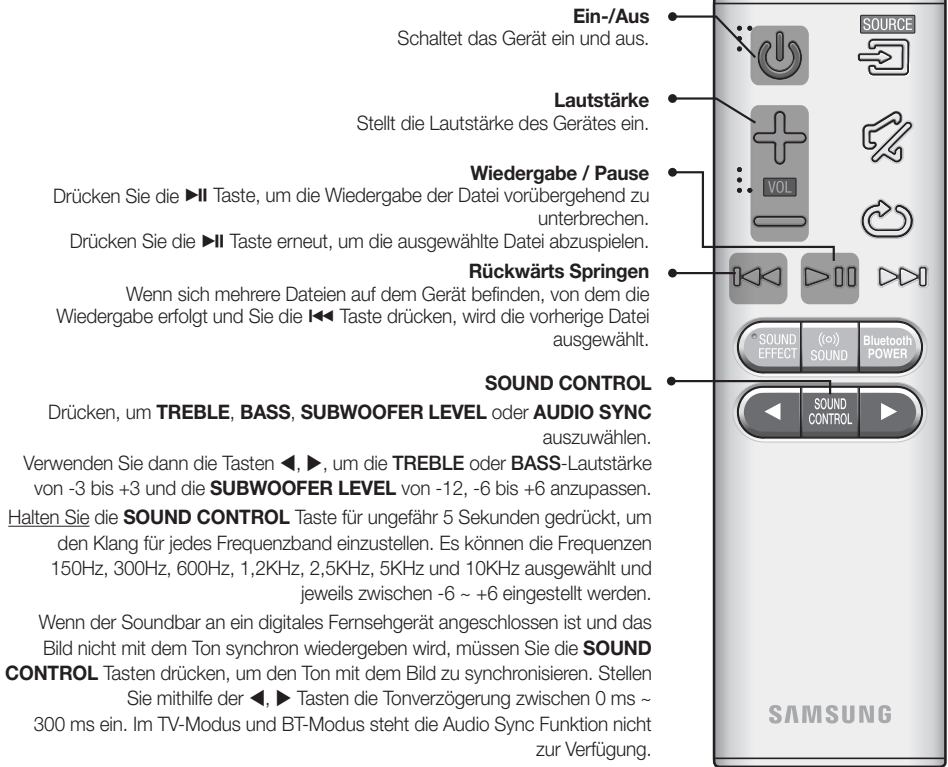 Ein-/Aus
Schaltet das Gerät ein und aus.
Lautstärke
Stellt die Lautstärke des Gerätes ein.
Wiedergabe / Pause
Drücken Sie die ►II Taste, um die Wiedergabe der Datei vorübergehend zu
unterbrechen.
Drücken Sie die ►II Taste erneut, um die ausgewählte Datei abzuspielen.
Rückwärts Springen
Wenn sich mehrere Dateien auf dem Gerät befinden, von dem die
Wiedergabe erfolgt und Sie die I◄◄ Taste drücken, wird die vorherige Datei
ausgewählt.
SOUND CONTROL
Drücken, um TREBLE, BASS, SUBWOOFER LEVEL oder AUDIO SYNC
auszuwählen.
Verwenden Sie dann die Tasten ◄, ►, um die TREBLE oder BASS-Lautstärke
von -3 bis +3 und die SUBWOOFER LEVEL von -12, -6 bis +6 anzupassen.
Halten Sie die SOUND CONTROL Taste für ungefähr 5 Sekunden gedrückt, um
den Klang für jedes Frequenzband einzustellen. Es können die Frequenzen
150Hz, 300Hz, 600Hz, 1,2KHz, 2,5KHz, 5KHz und 10KHz ausgewählt und
jeweils zwischen -6 ~ +6 eingestellt werden.
Wenn der Soundbar an ein digitales Fernsehgerät angeschlossen ist und das
Bild nicht mit dem Ton synchron wiedergeben wird, müssen Sie die SOUND
CONTROL Tasten drücken, um den Ton mit dem Bild zu synchronisieren. Stellen
Sie mithilfe der ◄, ► Tasten die Tonverzögerung zwischen 0 ms ~
300 ms ein. Im TV-Modus und BT-Modus steht die Audio Sync Funktion nicht
zur Verfügung.
SOURCE
VOL
SOUND
EFFECT
((o))
SOUND
Bluetooth
POWER
SOUND
CONTROL
SAMSUNG